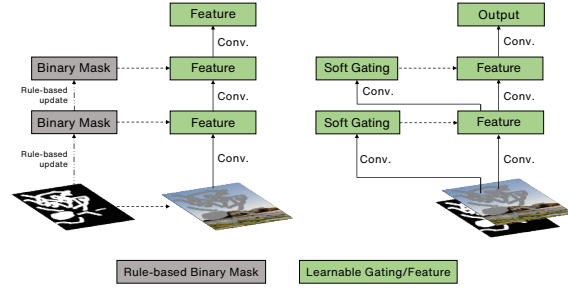 Feature
Output
Conv.
Conv.
Binary Mask
Feature
Soft Gating
Feature
Rule-based
update
Conv.
Conv.
Conv.
Binary Mask
Feature
Soft Gating
Feature
Rule-based
update
Conv.
Conv.
Conv.
Rule-based Binary Mask
Learnable Gating/Feature